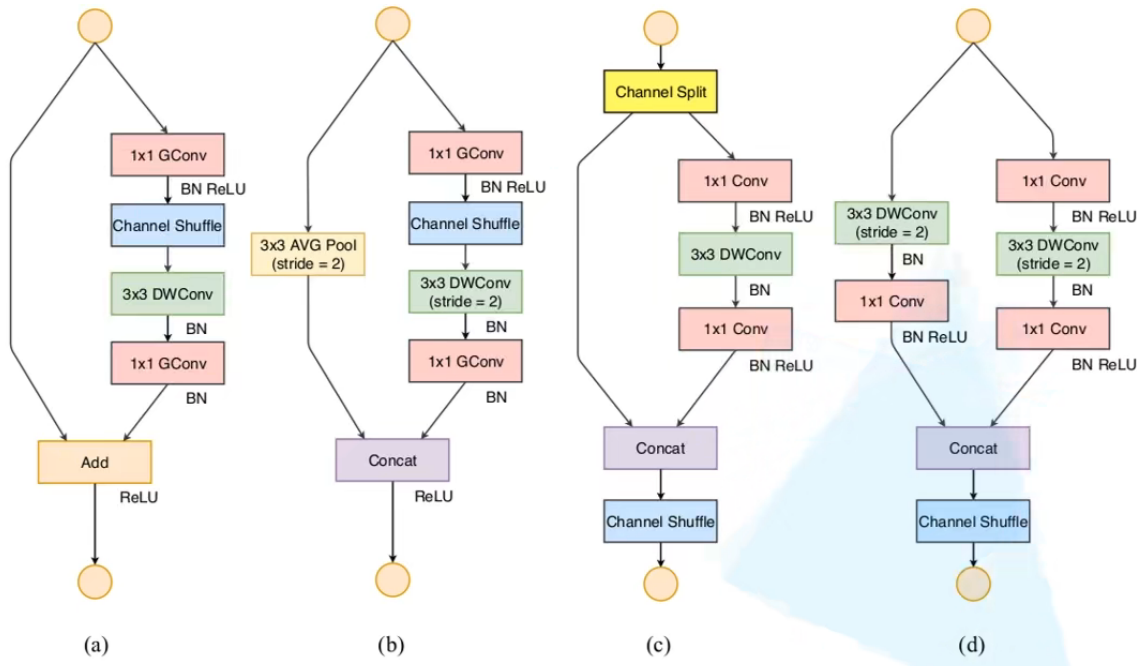 1x1 GConv
BN ReLU
Channel Shuffle
3x3 DWConv
BN
1x1 GConv
BN
Add
ReLU
(a)
1x1 GConv
BN ReLU
Channel Shuffle
3x3 AVG Pool
(stride = 2)
3x3 DWConv
(stride = 2)
BN
1x1 GConv
BN
Concat
ReLU
(b)
Channel Split
1x1 Conv
BN ReLU
3x3 DWConv
BN
1x1 Conv
BN ReLU
Concat
Channel Shuffle
(c)
3x3 DWConv
(stride = 2)
BN
1x1 Conv
BN ReLU
1x1 Conv
BN ReLU
3x3 DWConv
(stride = 2)
BN
1x1 Conv
BN ReLU
Concat
Channel Shuffle
(d)